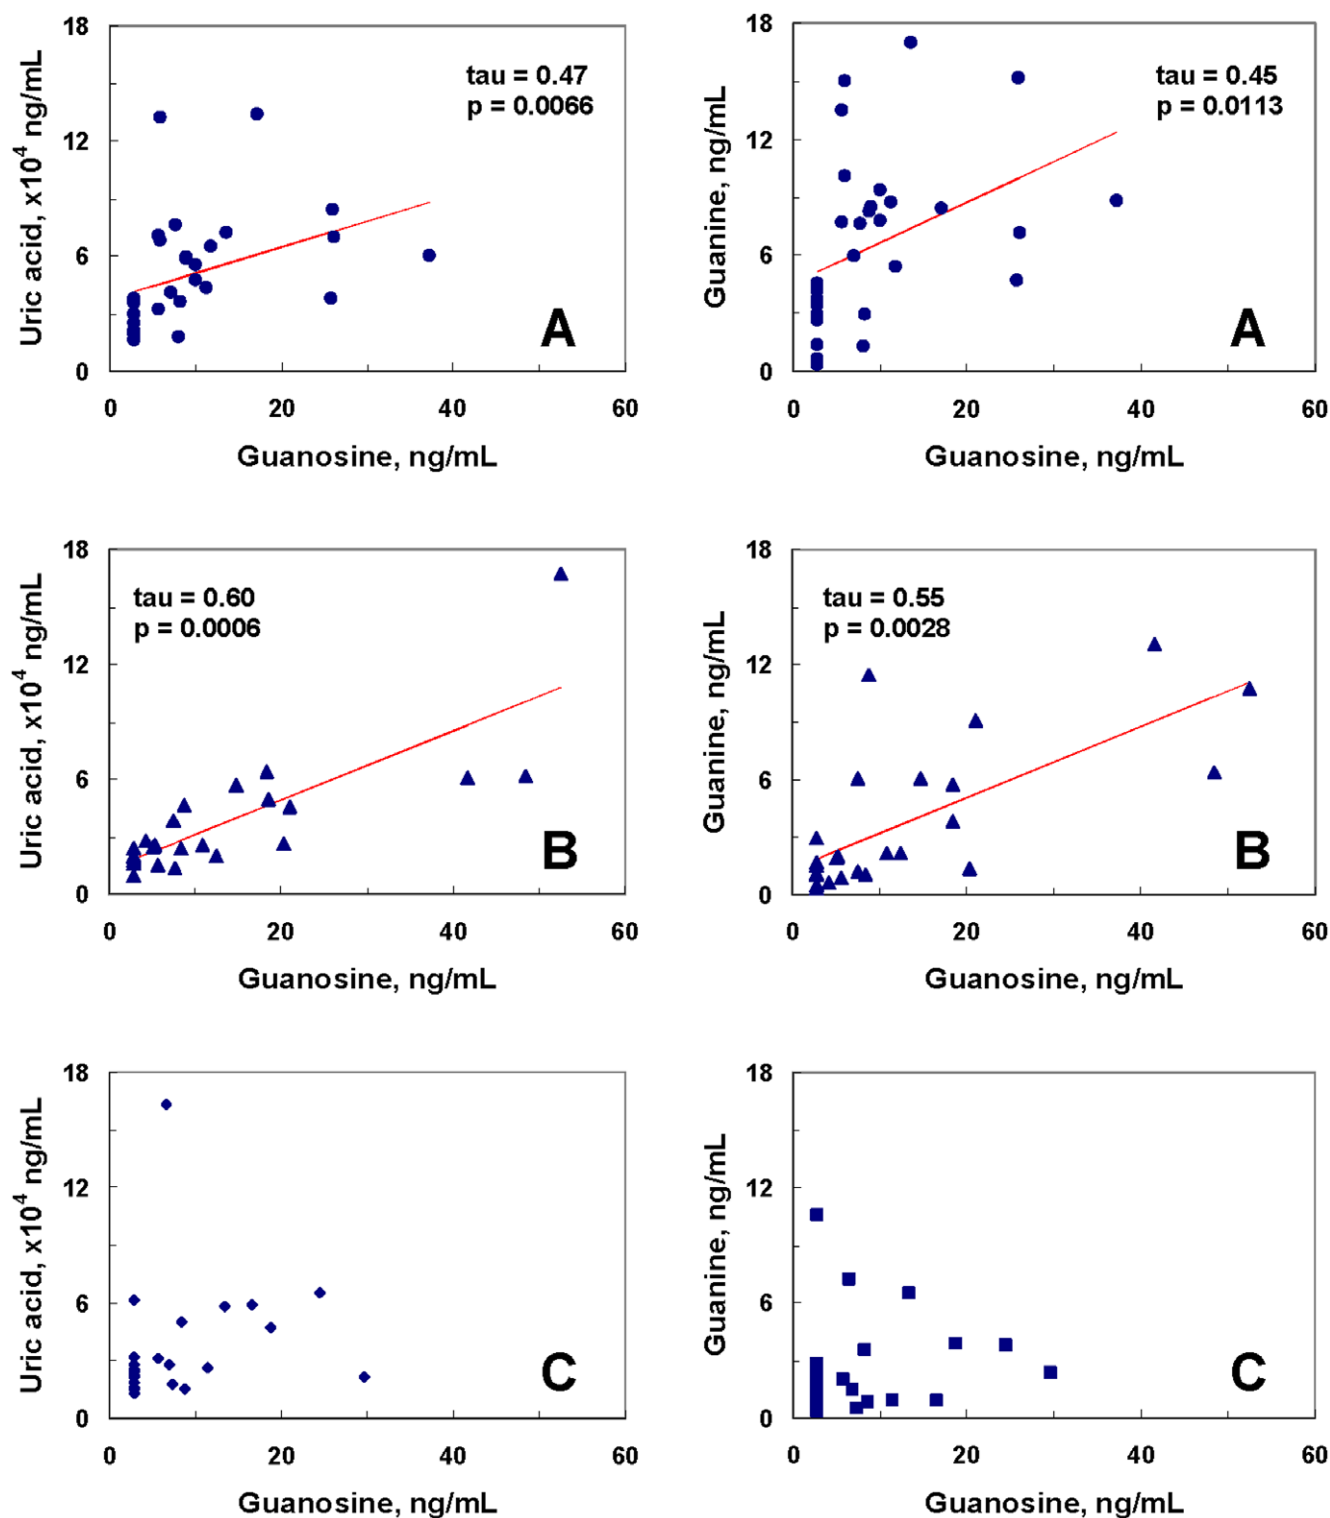 18
12
6
0
Uric acid, x10⁴ ng/mL
tau = 0.47
p = 0.0066
A
0 20 40 60
Guanosine, ng/mL
18
12
6
0
Guanine, ng/mL
tau = 0.45
p = 0.0113
A
0 20 40 60
Guanosine, ng/mL
18
12
6
0
Uric acid, x10⁴ ng/mL
tau = 0.60
p = 0.0006
B
0 20 40 60
Guanosine, ng/mL
18
12
6
0
Guanine, ng/mL
tau = 0.55
p = 0.0028
B
0 20 40 60
Guanosine, ng/mL
18
12
6
0
Uric acid, x10⁴ ng/mL
C
0 20 40 60
Guanosine, ng/mL
18
12
6
0
Guanine, ng/mL
C
0 20 40 60
Guanosine, ng/mL